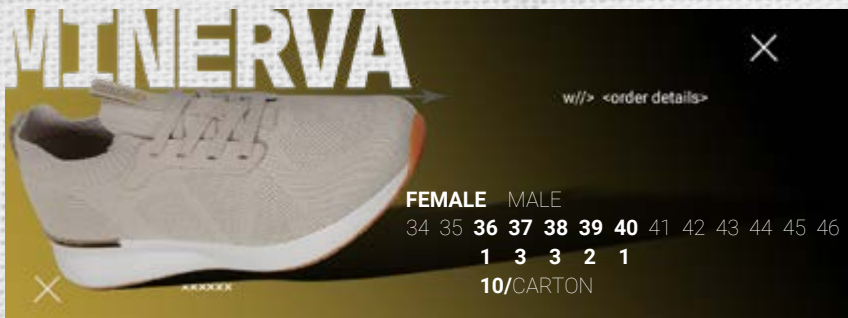 MINERVA
w//> <order details>
FEMALE MALE
34 35 36 37 38 39 40 41 42 43 44 45 46
1 3 3 2 1
10/CARTON
xxxxxx